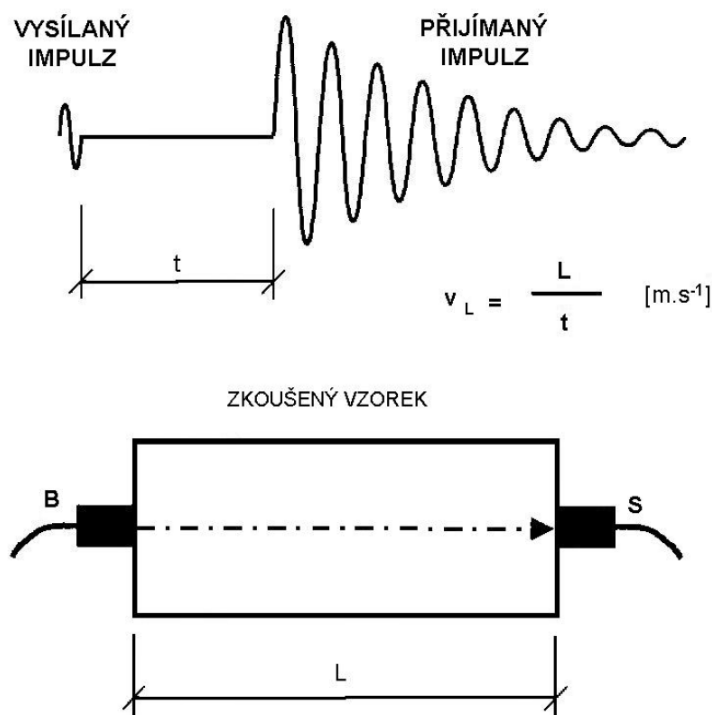 VYSÍLANÝ
IMPULZ
PŘIJÍMANÝ
IMPULZ
t
v L = L / t [m.s-1]
ZKOUŠENÝ VZOREK
B
S
L